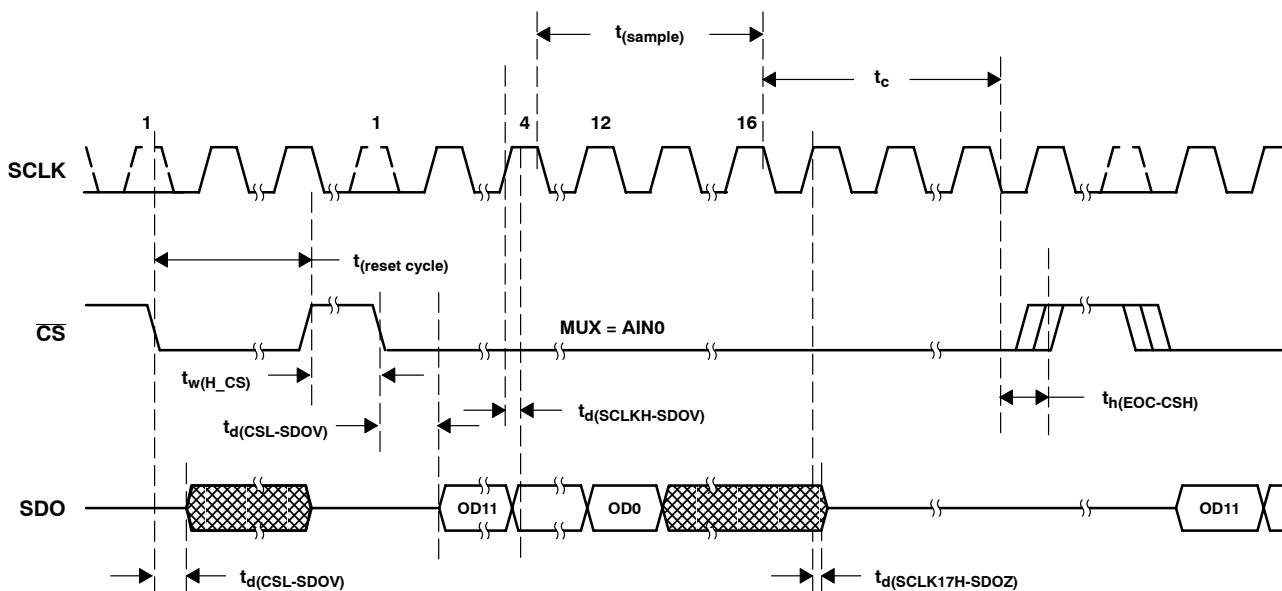 t(sample)
tc
1 1 4 12 16
SCLK
t(reset cycle)
CS
MUX = AIN0
tw(H_CS)
td(SCLKH-SDOV)
th(EOC-CSH)
td(CSL-SDOV)
SDO
OD11 OD0 OD11
td(CSL-SDOV)
td(SCLK17H-SDOZ)